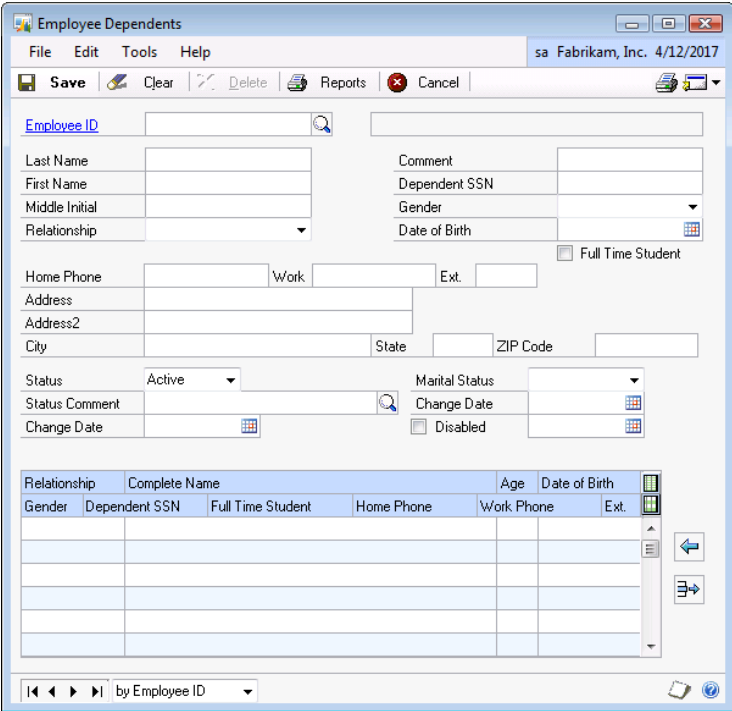 Employee Dependents
File Edit Tools Help sa Fabrikam, Inc. 4/12/2017
Save Clear Delete Reports Cancel
Employee ID
Last Name Comment
First Name Dependent SSN
Middle Initial Gender
Relationship Date of Birth
Full Time Student
Home Phone Work Ext.
Address
Address2
City State ZIP Code
Status Active Marital Status
Status Comment Change Date
Change Date Disabled
Relationship Complete Name Age Date of Birth
Gender Dependent SSN Full Time Student Home Phone Work Phone Ext.
by Employee ID